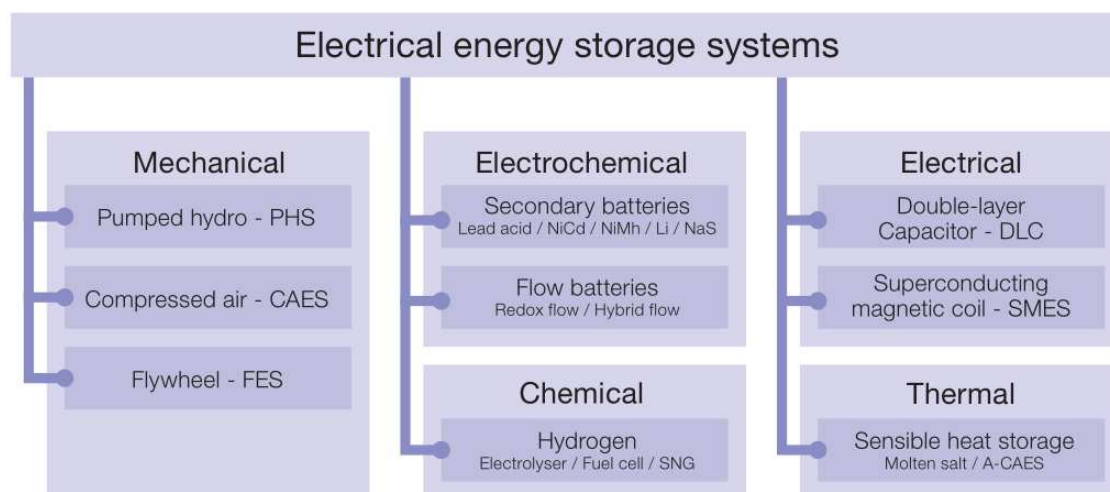 Electrical energy storage systems
Mechanical
Pumped hydro - PHS
Compressed air - CAES
Flywheel - FES
Electrochemical
Secondary batteries
Lead acid / NiCd / NiMh / Li / NaS
Flow batteries
Redox flow / Hybrid flow
Chemical
Hydrogen
Electrolyser / Fuel cell / SNG
Electrical
Double-layer
Capacitor - DLC
Superconducting
magnetic coil - SMES
Thermal
Sensible heat storage
Molten salt / A-CAES